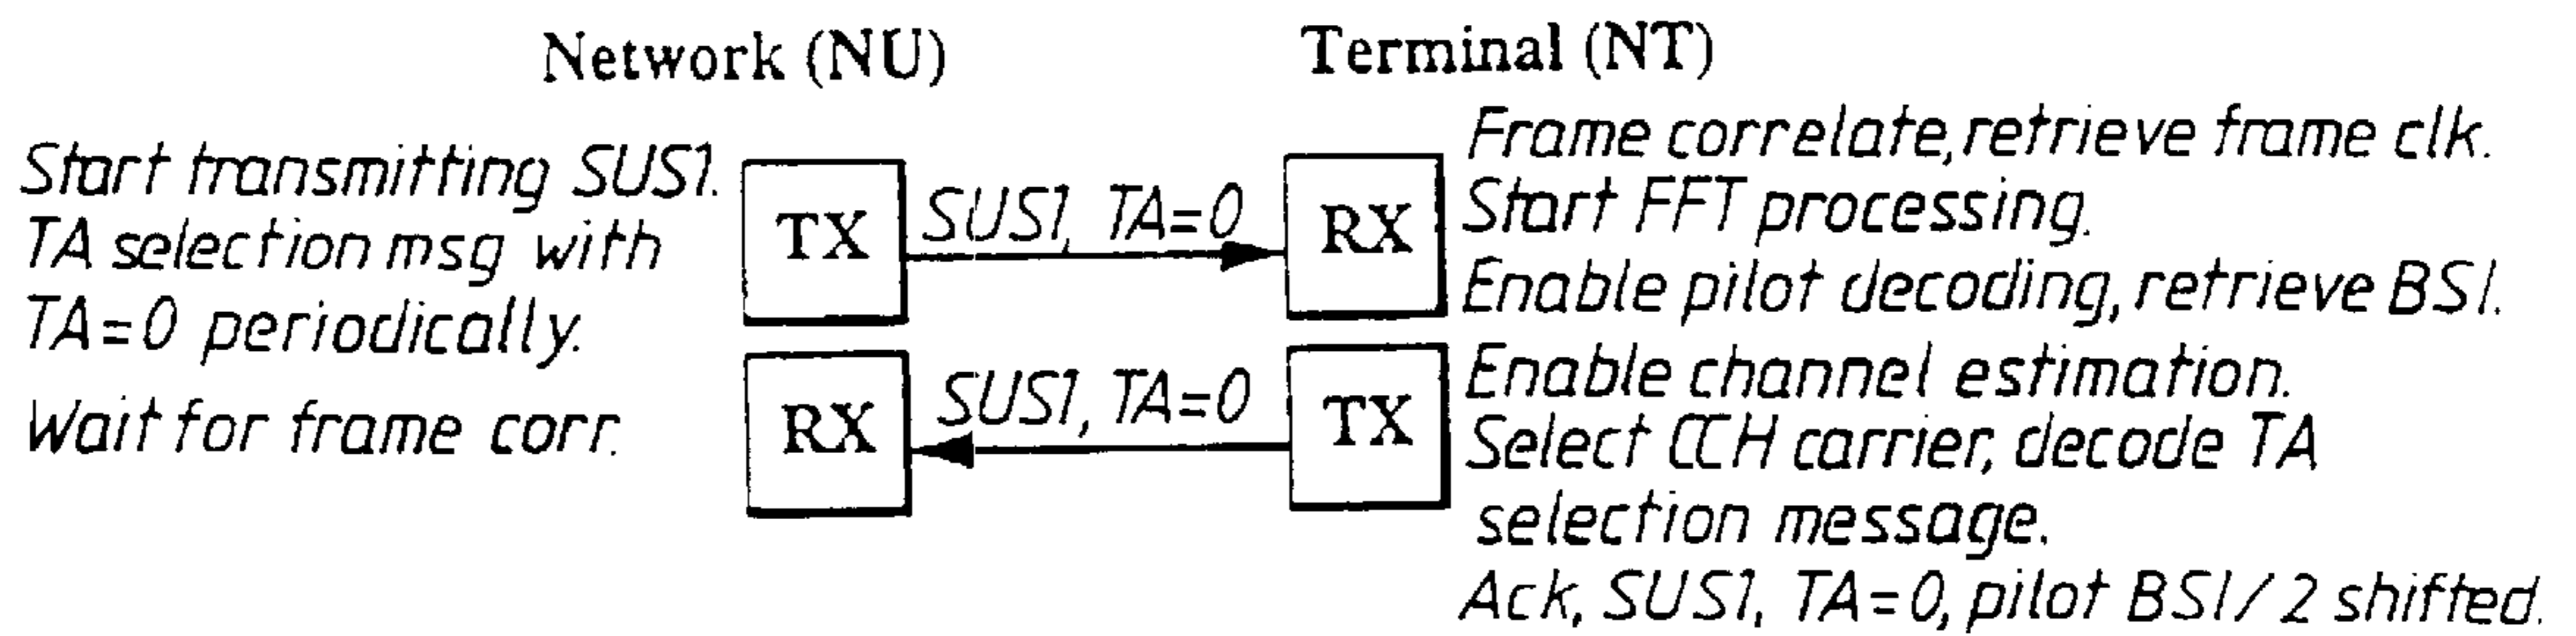 Network (NU)
Terminal (NT)
Start transmitting SUS1.
TA selection msg with
TA=0 periodically.
Wait for frame corr.
TX
SUS1, TA=0
RX
RX
SUS1, TA=0
TX
Frame correlate, retrieve frame clk.
Start FFT processing.
Enable pilot decoding, retrieve BSI.
Enable channel estimation.
Select CCH carrier, decode TA
selection message.
Ack, SUS1, TA=0, pilot BSI/2 shifted.